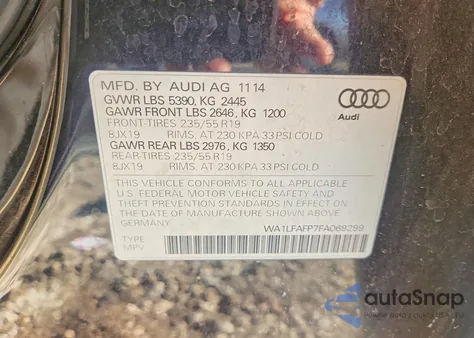 MFD. BY AUDI AG 11 14
GVWR LBS 5390, KG 2445
GAWR FRONT LBS 2646, KG 1200
FRONT-TIRES 235/55 R19
8JX19 RIMS, AT 230 KPA 33 PSI COLD
GAWR REAR LBS 2976, KG 1350
REAR-TIRES 235/55 R19
8JX19 RIMS, AT 230 KPA 33 PSI COLD
THIS VEHICLE CONFORMS TO ALL APPLICABLE
U.S. FEDERAL MOTOR VEHICLE SAFETY AND
THEFT PREVENTION STANDARDS IN EFFECT ON THE
DATE OF MANUFACTURE SHOWN ABOVE
GERMANY
WA1LFAFP7FA069299
TYPE
MPV
Audi
autoSnap